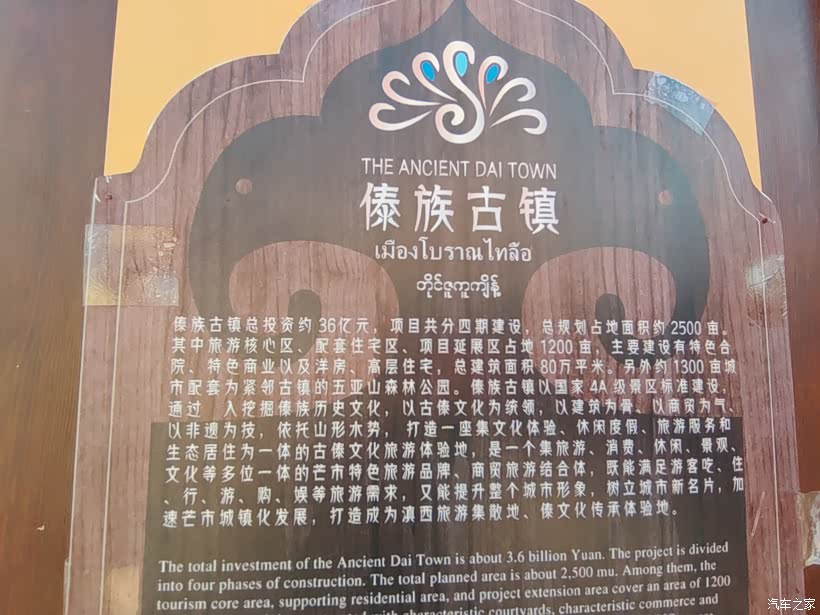 THE ANCIENT DAI TOWN
傣族古镇
เมืองโบราณไทลื้อ
傣族古镇总投资约36亿元，项目共分四期建设，总规划占地面积约2500亩。
其中旅游核心区、配套住宅区、项目延展区占地1200亩，主要建设有特色合
院、特色商业以及洋房、高层住宅，总建筑面积80万平米。另外约1300亩城
市配套为紧邻古镇的五亚山森林公园。傣族古镇以国家4A级景区标准建设，
通过 入挖掘傣族历史文化，以古傣文化为统领，以建筑为骨、以商贸为气、
以非遗为技，依托山形水势，打造一座集文化体验、休闲度假、旅游服务和
生态居住为一体的古傣文化旅游体验地，是一个集旅游、消费、休闲、景观、
文化等多位一体的芒市特色旅游品牌、商贸旅游结合体，既能满足游客吃、住
、行、游、购、娱等旅游需求，又能提升整个城市形象，树立城市新名片，加
速芒市城镇化发展，打造成为滇西旅游集散地、傣文化传承体验地。
The total investment of the Ancient Dai Town is about 3.6 billion Yuan. The project is divided
into four phases of construction. The total planned area is about 2,500 mu. Among them, the
tourism core area, supporting residential area, and project extension area cover an area of 1200
with characteristic courtyards, characteristic commerce and
汽车之家